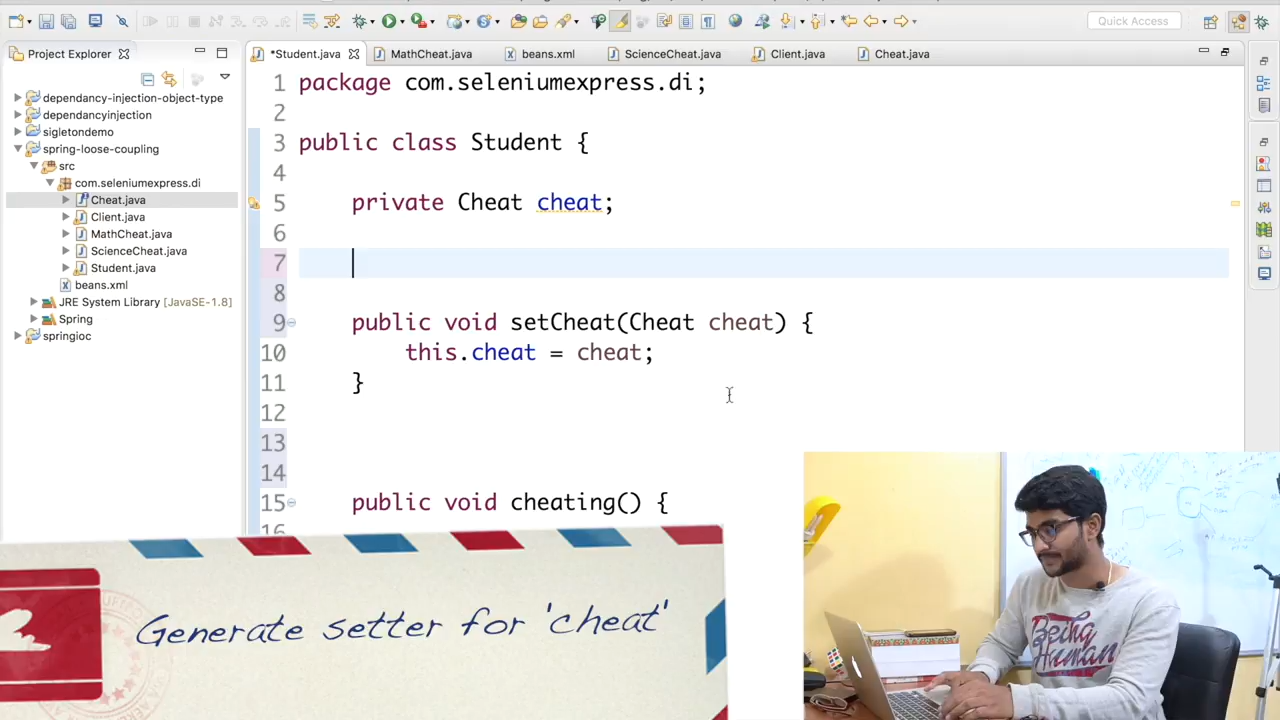 Quick Access
Project Explorer
*Student.java
MathCheat.java
beans.xml
ScienceCheat.java
Client.java
Cheat.java
dependancy-injection-object-type
dependancyinjection
sigletondemo
spring-loose-coupling
src
com.seleniumexpress.di
Cheat.java
Client.java
MathCheat.java
ScienceCheat.java
Student.java
beans.xml
JRE System Library [JavaSE-1.8]
Spring
springioc
1 package com.seleniumexpress.di;
2
3 public class Student {
4
5 private Cheat cheat;
6
7
8
9 public void setCheat(Cheat cheat) {
10 this.cheat = cheat;
11 }
12
13
14
15 public void cheating() {
16
Generate setter for 'cheat'
Being
Human